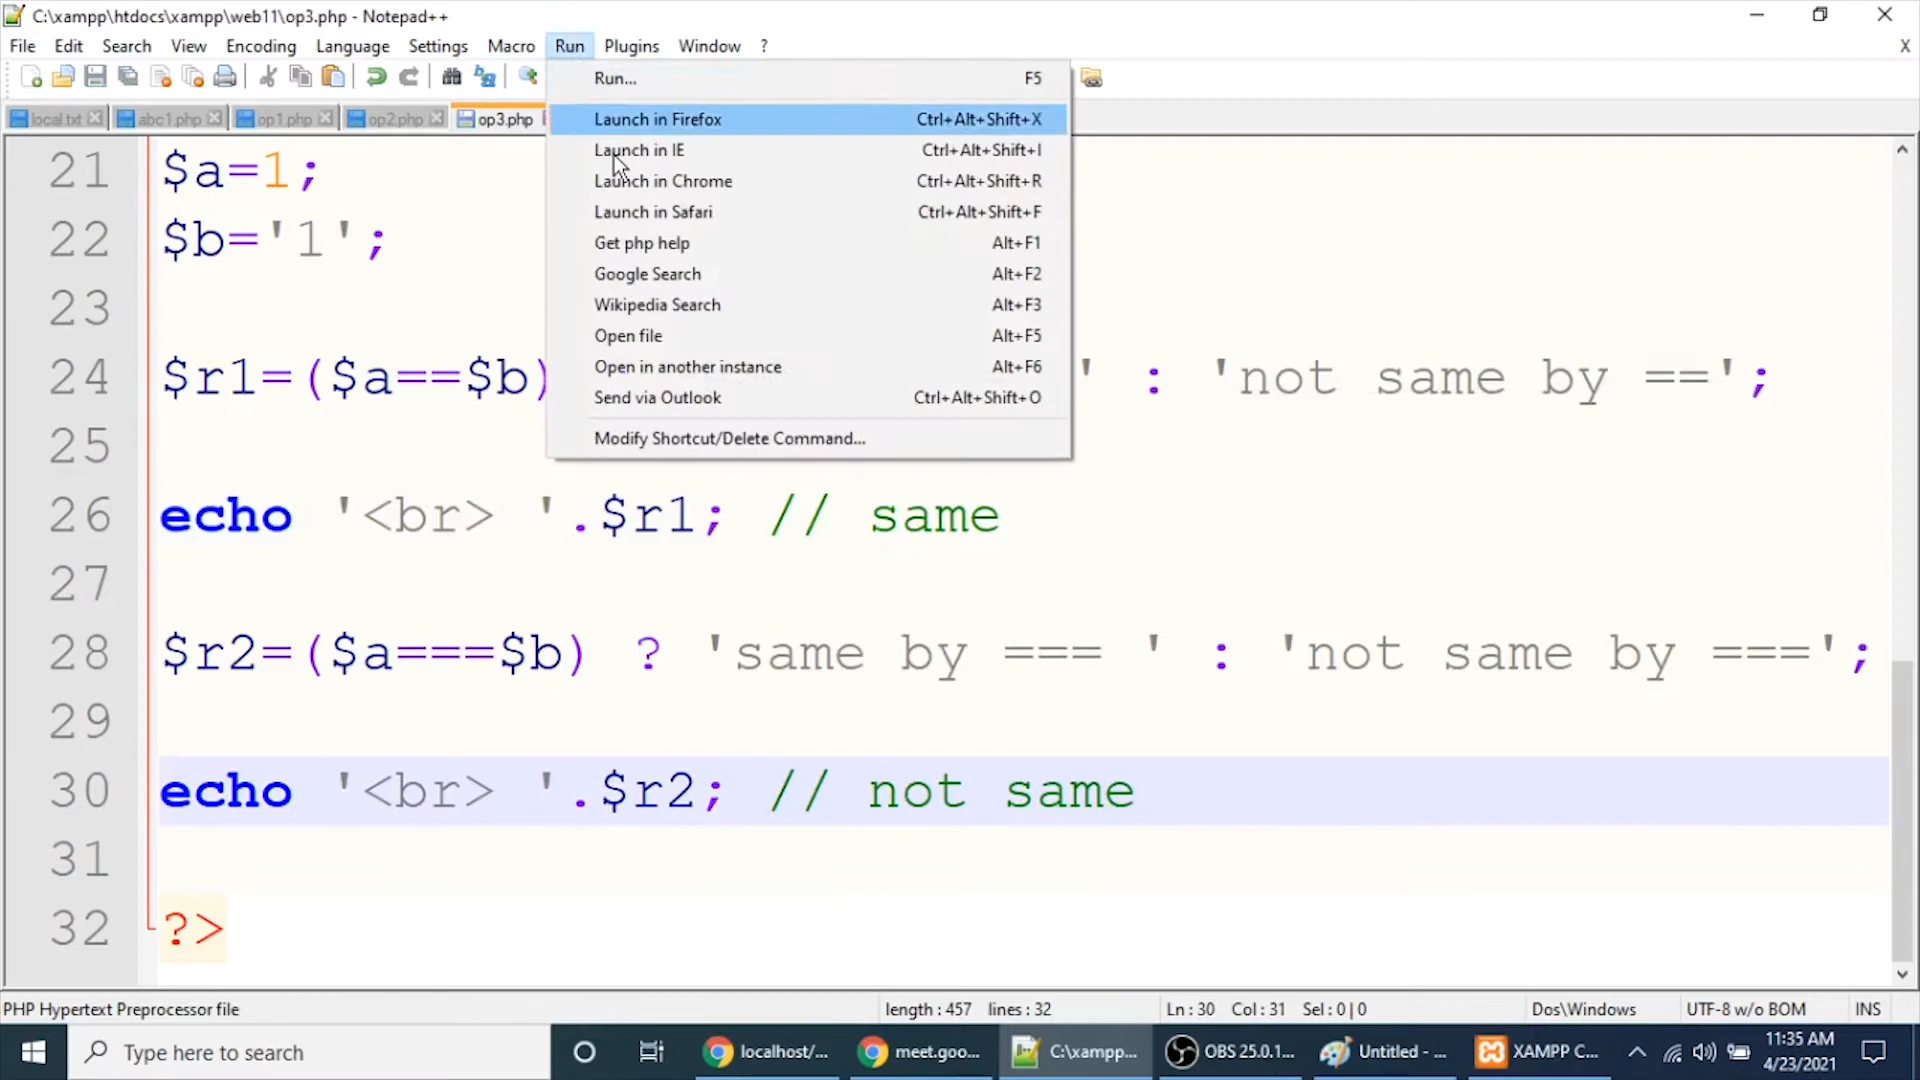 C:\xampp\htdocs\xampp\web11\op3.php - Notepad++
File Edit Search View Encoding Language Settings Macro Run Plugins Window ? X
local.txt abc1.php op1.php op2.php op3.php
Run... F5
Launch in Firefox Ctrl+Alt+Shift+X
Launch in IE Ctrl+Alt+Shift+I
Launch in Chrome Ctrl+Alt+Shift+R
Launch in Safari Ctrl+Alt+Shift+F
Get php help Alt+F1
Google Search Alt+F2
Wikipedia Search Alt+F3
Open file Alt+F5
Open in another instance Alt+F6
Send via Outlook Ctrl+Alt+Shift+O
Modify Shortcut/Delete Command...
21 $a=1;
22 $b='1';
23
24 $r1=($a==$b) ' : 'not same by ==';
25
26 echo '<br> '.$r1; // same
27
28 $r2=($a===$b) ? 'same by === ' : 'not same by ===';
29
30 echo '<br> '.$r2; // not same
31
32 ?>
PHP Hypertext Preprocessor file length : 457 lines : 32 Ln : 30 Col : 31 Sel : 0 | 0 Dos\Windows UTF-8 w/o BOM INS
Type here to search localhost/... meet.goo... C:\xampp... OBS 25.0.1... Untitled - ... XAMPP C... 11:35 AM
4/23/2021